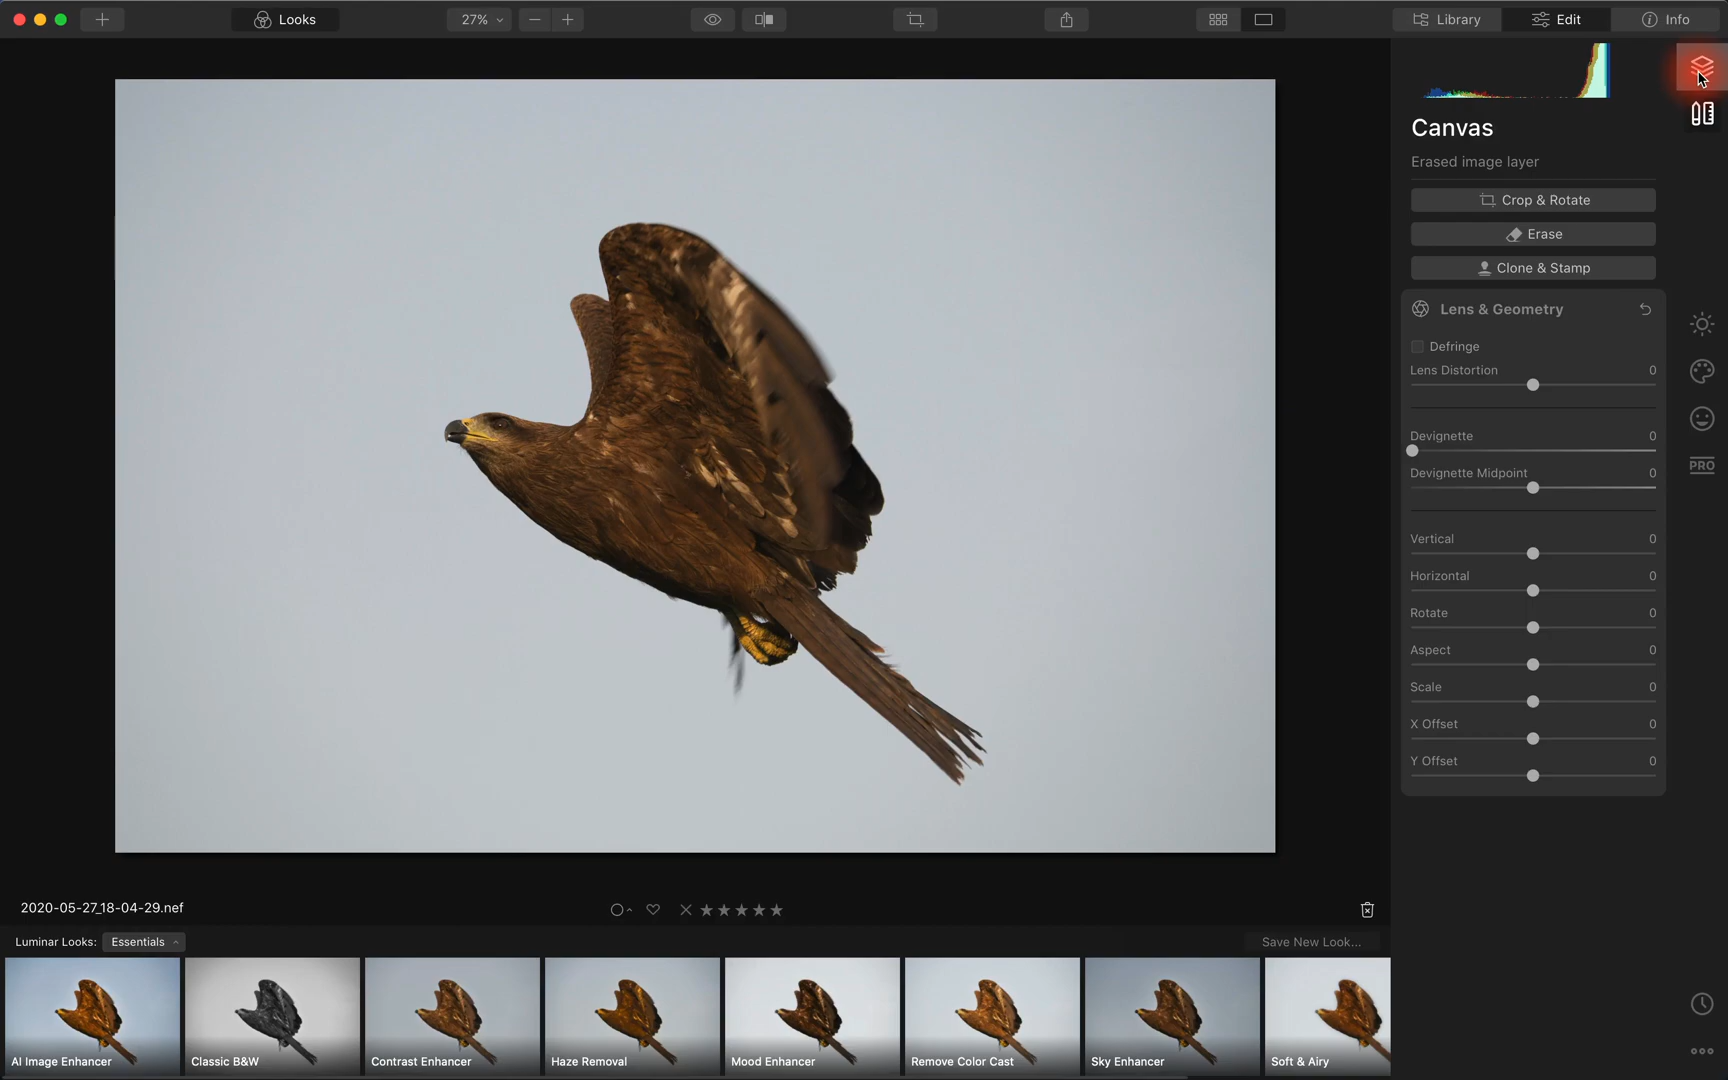 Looks
27%
Library
Edit
Info
Canvas
Erased image layer
Crop & Rotate
Erase
Clone & Stamp
Lens & Geometry
Defringe
Lens Distortion 0
Devignette 0
Devignette Midpoint 0
Vertical 0
Horizontal 0
Rotate 0
Aspect 0
Scale 0
X Offset 0
Y Offset 0
PRO
2020-05-27_18-04-29.nef
Luminar Looks: Essentials
Save New Look...
AI Image Enhancer
Classic B&W
Contrast Enhancer
Haze Removal
Mood Enhancer
Remove Color Cast
Sky Enhancer
Soft & Airy